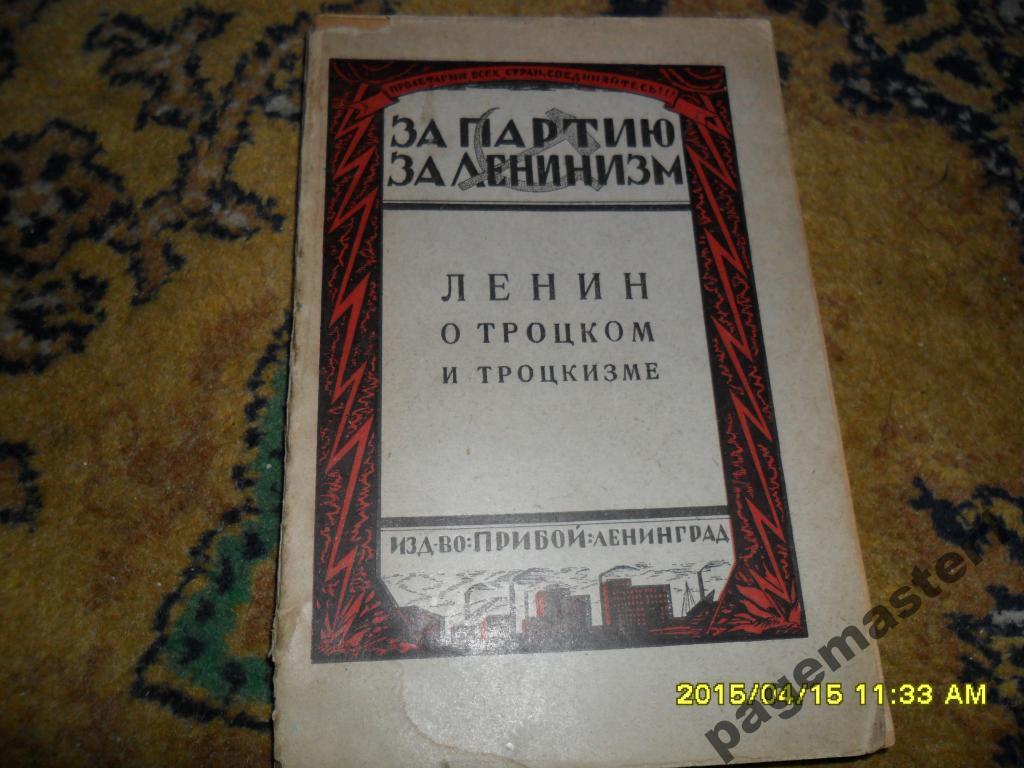 ПРОЛЕТАРИИ ВСЕХ СТРАН, СОЕДИНЯЙТЕСЬ!!!
ЗА ПАРТИЮ
ЗА ЛЕНИНИЗМ
ЛЕНИН
О ТРОЦКОМ
И ТРОЦКИЗМЕ
ИЗД-ВО:ПРИБОЙ:ЛЕНИНГРАД
2015/04/15 11:33 AM
pagemaster